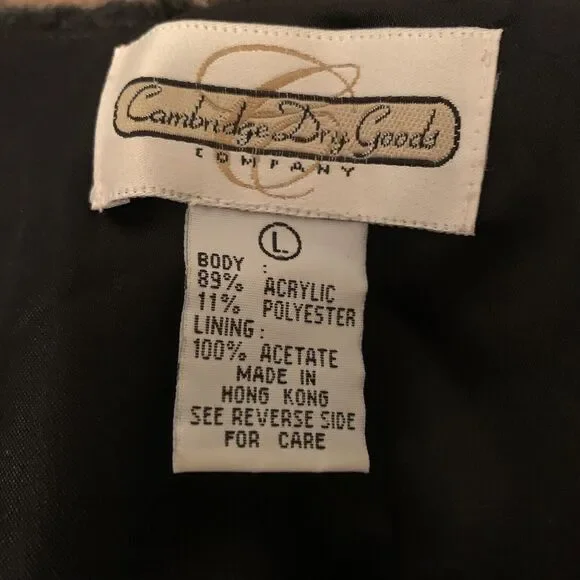 Cambridge Dry Goods
COMPANY
L
BODY :
89% ACRYLIC
11% POLYESTER
LINING :
100% ACETATE
MADE IN
HONG KONG
SEE REVERSE SIDE
FOR CARE